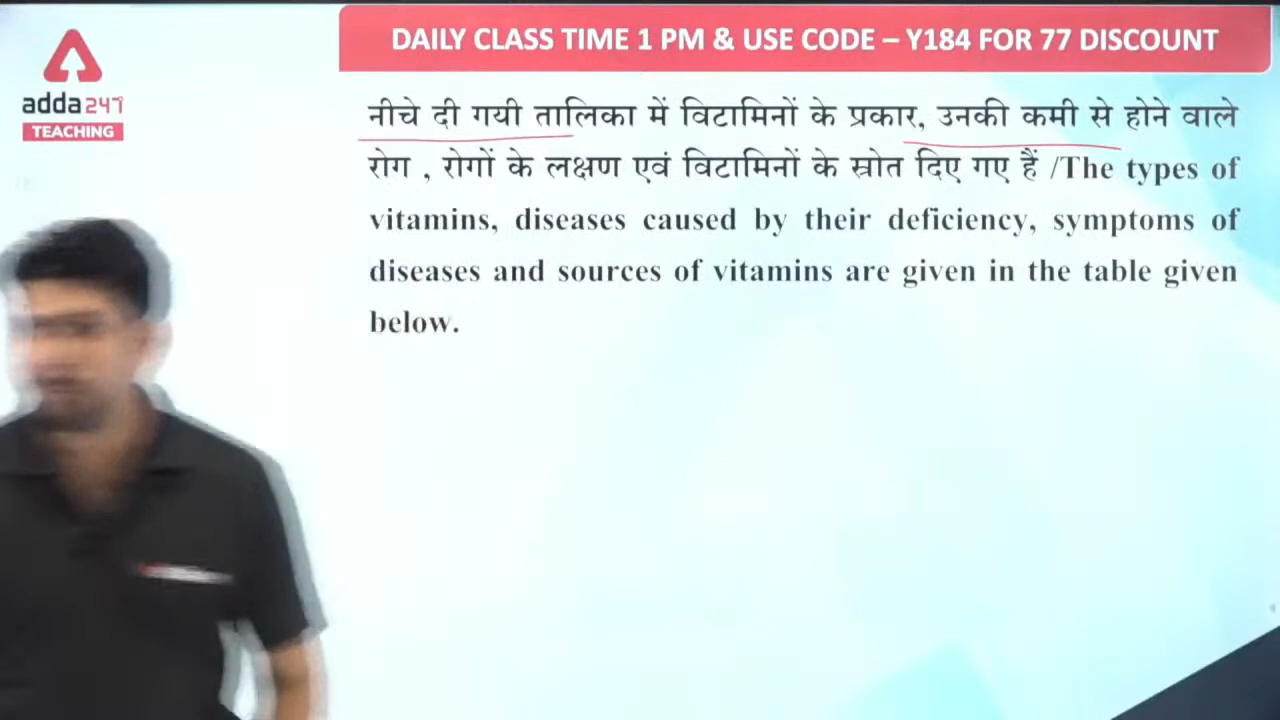 DAILY CLASS TIME 1 PM & USE CODE – Y184 FOR 77 DISCOUNT
adda247
TEACHING
नीचे दी गयी तालिका में विटामिनों के प्रकार, उनकी कमी से होने वाले
रोग , रोगों के लक्षण एवं विटामिनों के स्रोत दिए गए हैं /The types of
vitamins, diseases caused by their deficiency, symptoms of
diseases and sources of vitamins are given in the table given
below.